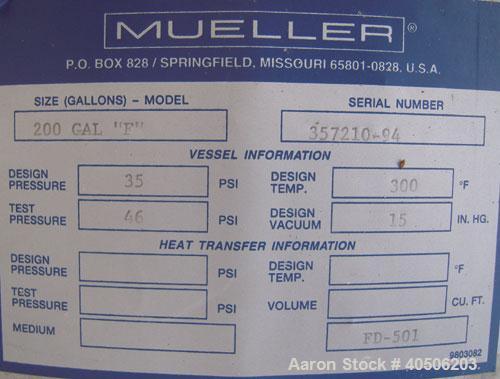 MUELLER®
P.O. BOX 828 / SPRINGFIELD, MISSOURI 65801-0828, U.S.A.
SIZE (GALLONS) – MODEL SERIAL NUMBER
200 GAL "F" 357210-94
VESSEL INFORMATION
DESIGN PRESSURE 35 PSI DESIGN TEMP. 300 °F
TEST PRESSURE 46 PSI DESIGN VACUUM 15 IN. HG.
HEAT TRANSFER INFORMATION
DESIGN PRESSURE PSI DESIGN TEMP. °F
TEST PRESSURE PSI VOLUME CU. FT.
MEDIUM FD-501
9803082
Aaron Stock # 40506203